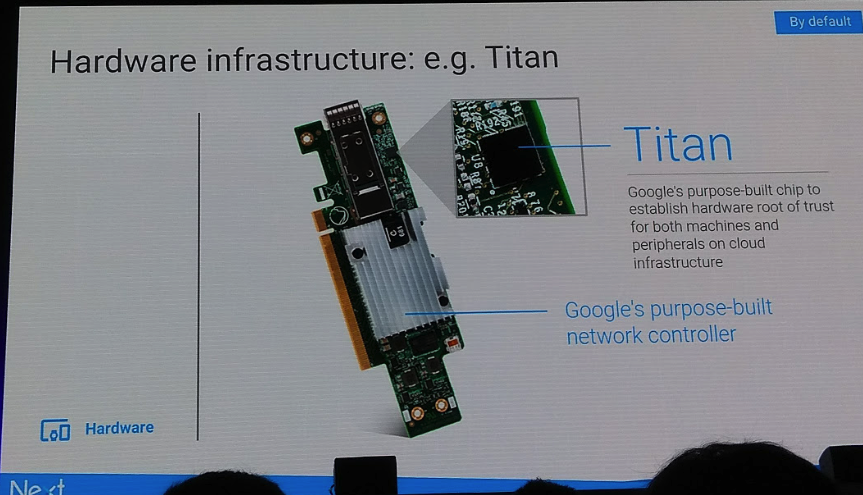 By default
Hardware infrastructure: e.g. Titan
Titan
Google's purpose-built chip to
establish hardware root of trust
for both machines and
peripherals on cloud
infrastructure
Google's purpose-built
network controller
Hardware
Next